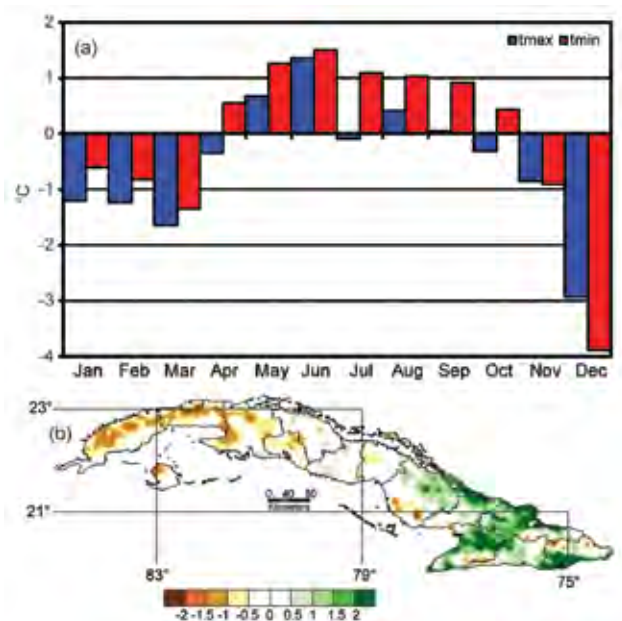 2
(a)
tmax tmin
1
0
°C
-1
-2
-3
-4
Jan Feb Mar Apr May Jun Jul Aug Sep Oct Nov Dec
23°
(b)
0 40 80
Kilometers
21°
83° 79° 75°
-2 -1.5 -1 -0.5 0 0.5 1 1.5 2